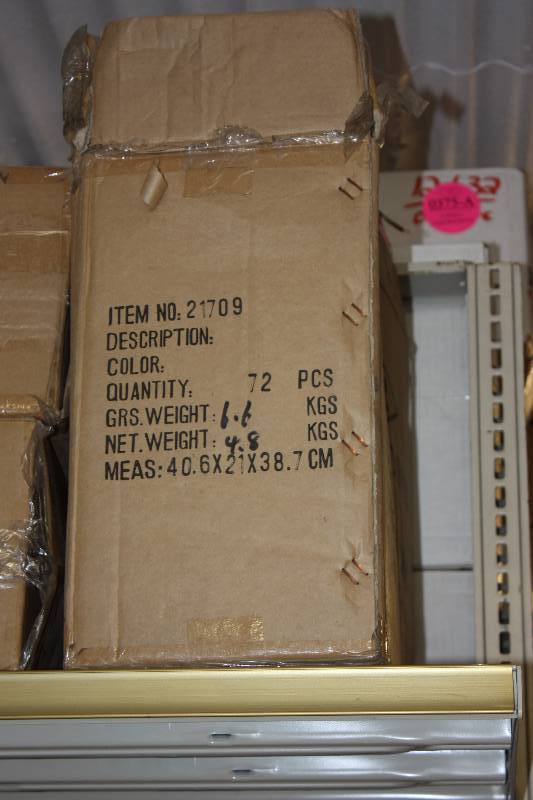 ITEM NO: 21709
DESCRIPTION:
COLOR:
QUANTITY: 72 PCS
GRS. WEIGHT: 6.6 KGS
NET. WEIGHT: 4.8 KGS
MEAS: 40.6X21X38.7 CM
0375-A